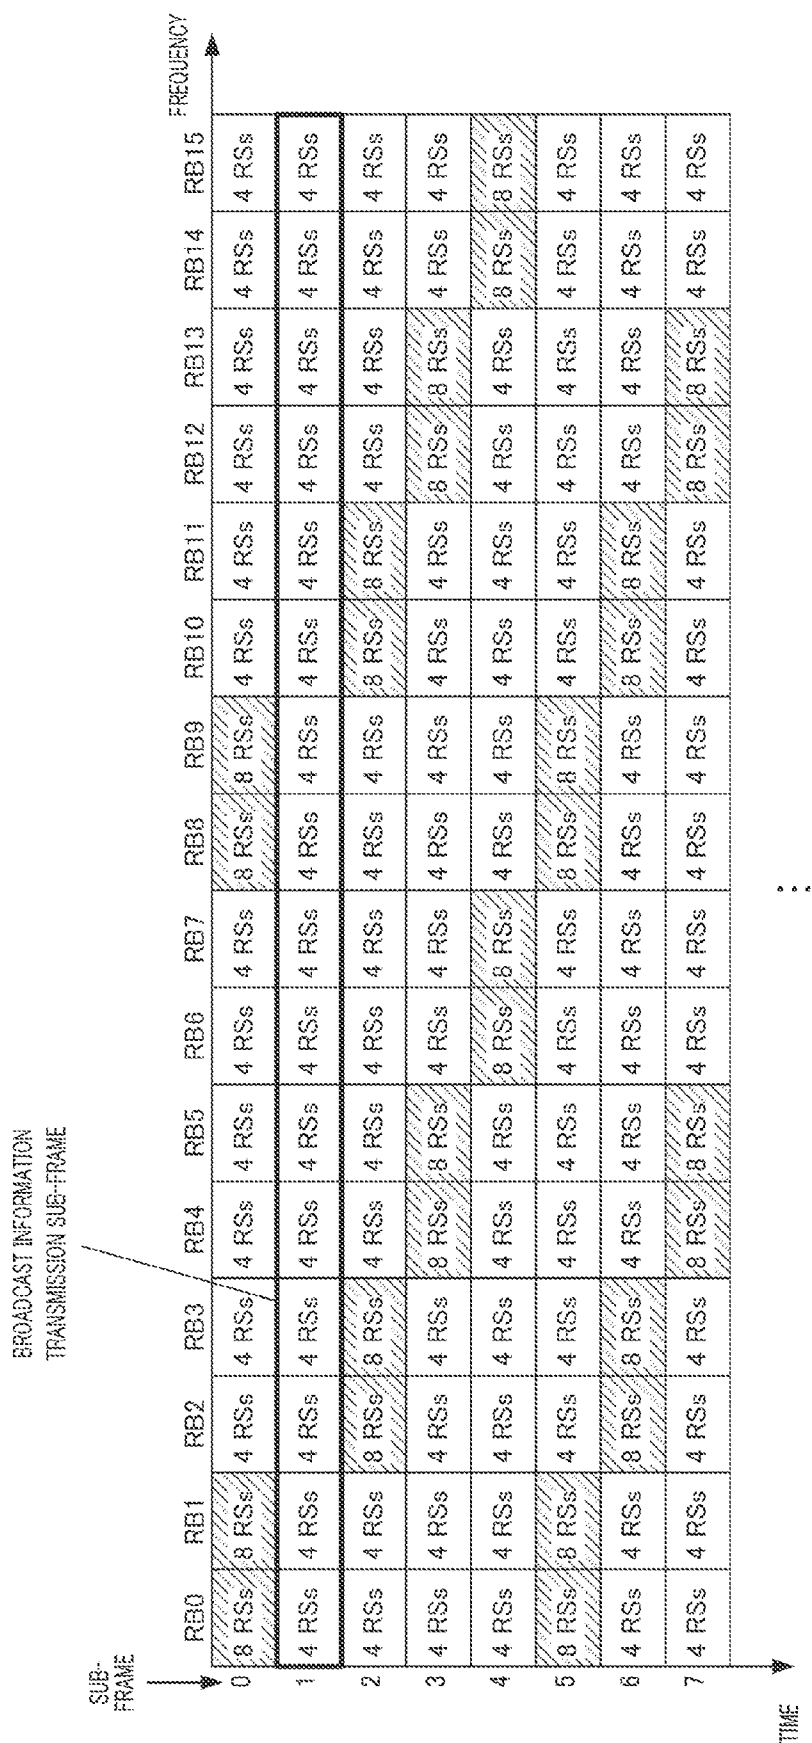 BROADCAST INFORMATION
TRANSMISSION SUB-FRAME
SUB-
FRAME
RB0 RB1 RB2 RB3 RB4 RB5 RB6 RB7 RB8 RB9 RB10 RB11 RB12 RB13 RB14 RB15
FREQUENCY
0 8 RSs 8 RSs 4 RSs 4 RSs 4 RSs 4 RSs 4 RSs 4 RSs 8 RSs 8 RSs 4 RSs 4 RSs 4 RSs 4 RSs 4 RSs 4 RSs
1 4 RSs 4 RSs 4 RSs 4 RSs 4 RSs 4 RSs 4 RSs 4 RSs 4 RSs 4 RSs 4 RSs 4 RSs 4 RSs 4 RSs 4 RSs 4 RSs
2 4 RSs 4 RSs 8 RSs 8 RSs 4 RSs 4 RSs 4 RSs 4 RSs 4 RSs 4 RSs 8 RSs 8 RSs 4 RSs 4 RSs 4 RSs 4 RSs
3 4 RSs 4 RSs 4 RSs 4 RSs 8 RSs 8 RSs 4 RSs 4 RSs 4 RSs 4 RSs 4 RSs 4 RSs 8 RSs 8 RSs 4 RSs 4 RSs
4 4 RSs 4 RSs 4 RSs 4 RSs 4 RSs 4 RSs 8 RSs 8 RSs 4 RSs 4 RSs 4 RSs 4 RSs 4 RSs 4 RSs 8 RSs 8 RSs
5 8 RSs 8 RSs 4 RSs 4 RSs 4 RSs 4 RSs 4 RSs 4 RSs 8 RSs 8 RSs 4 RSs 4 RSs 4 RSs 4 RSs 4 RSs 4 RSs
6 4 RSs 4 RSs 8 RSs 8 RSs 4 RSs 4 RSs 4 RSs 4 RSs 4 RSs 4 RSs 8 RSs 8 RSs 4 RSs 4 RSs 4 RSs 4 RSs
7 4 RSs 4 RSs 4 RSs 4 RSs 8 RSs 8 RSs 4 RSs 4 RSs 4 RSs 4 RSs 4 RSs 4 RSs 8 RSs 8 RSs 4 RSs 4 RSs
TIME